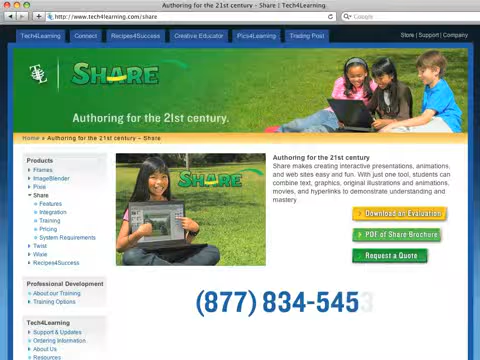 Authoring for the 21st century – Share | Tech4Learning
http://www.tech4learning.com/share
Google
Tech4Learning Connect Recipes4Success Creative Educator Pics4Learning Trading Post
Store | Support | Company
SHARE
Authoring for the 21st century.
Home » Authoring for the 21st century – Share
Products
Frames
ImageBlender
Pixie
Share
Features
Integration
Training
Pricing
System Requirements
Twist
Wixie
Recipes4Success
Professional Development
About our Training
Training Options
Tech4Learning
Support & Updates
Ordering Information
About Us
Resources
SHARE
Authoring for the 21st century
Share makes creating interactive presentations, animations,
and web sites easy and fun. With just one tool, students can
combine text, graphics, original illustrations and animations,
movies, and hyperlinks to demonstrate understanding and
mastery
Download an Evaluation
PDF of Share Brochure
Request a Quote
(877) 834-5453